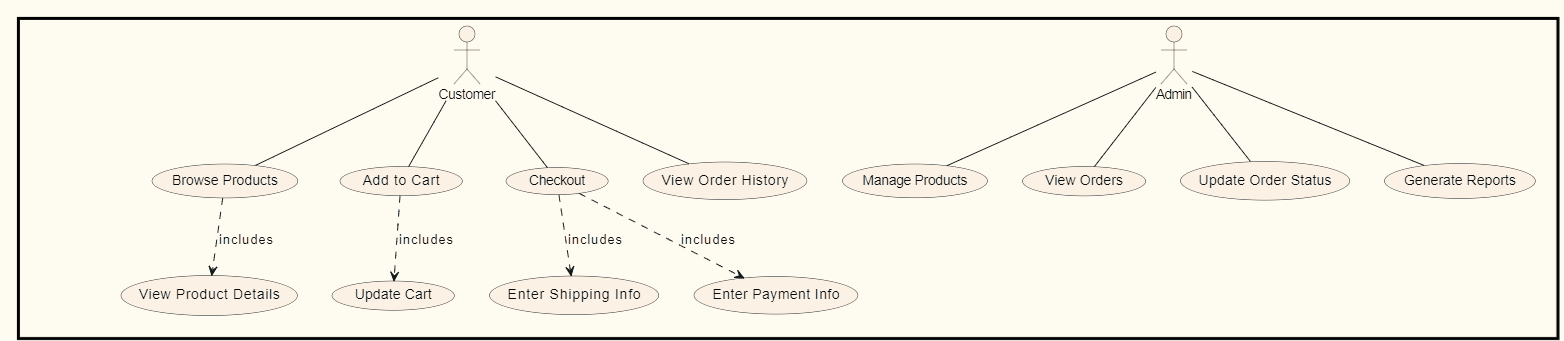 Customer
Admin
Browse Products
Add to Cart
Checkout
View Order History
Manage Products
View Orders
Update Order Status
Generate Reports
includes
includes
includes
includes
View Product Details
Update Cart
Enter Shipping Info
Enter Payment Info